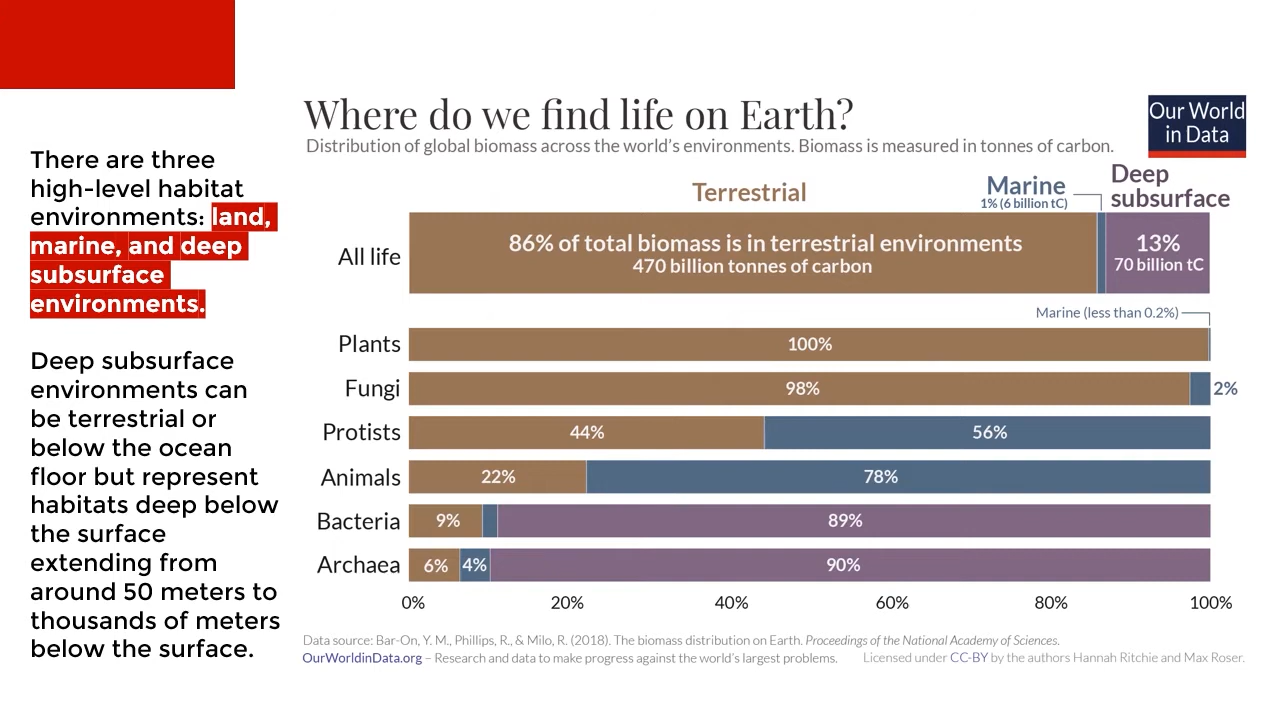 There are three
high-level habitat
environments: land,
marine, and deep
subsurface
environments.
Deep subsurface
environments can
be terrestrial or
below the ocean
floor but represent
habitats deep below
the surface
extending from
around 50 meters to
thousands of meters
below the surface.
Where do we find life on Earth?
Distribution of global biomass across the world's environments. Biomass is measured in tonnes of carbon.
Our World
in Data
Terrestrial
Marine
1% (6 billion tC)
Deep
subsurface
All life
86% of total biomass is in terrestrial environments
470 billion tonnes of carbon
13%
70 billion tC
Marine (less than 0.2%)
Plants 100%
Fungi 98% 2%
Protists 44% 56%
Animals 22% 78%
Bacteria 9% 89%
Archaea 6% 4% 90%
0% 20% 40% 60% 80% 100%
Data source: Bar-On, Y. M., Phillips, R., & Milo, R. (2018). The biomass distribution on Earth. Proceedings of the National Academy of Sciences.
OurWorldinData.org – Research and data to make progress against the world's largest problems. Licensed under CC-BY by the authors Hannah Ritchie and Max Roser.